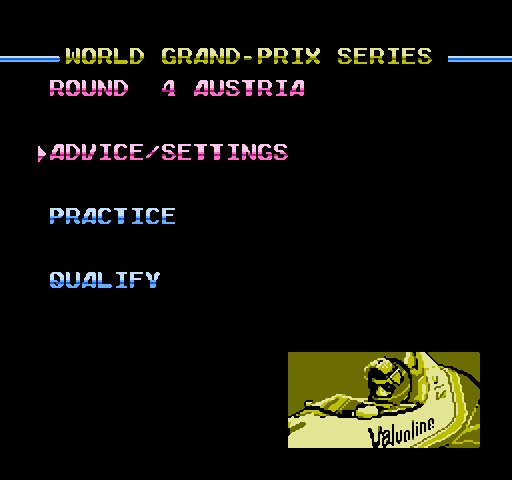 WORLD GRAND-PRIX SERIES
ROUND 4 AUSTRIA
ADVICE/SETTINGS
PRACTICE
QUALIFY
Valvoline